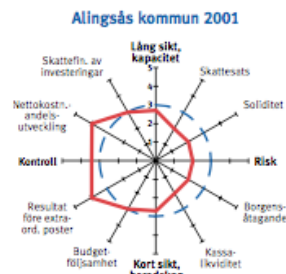 Alingsås kommun 2001
Lång sikt,
kapacitet
Skattefin. av
investeringar
Skattesats
Nettokostn.-
andels-
utveckling
Soliditet
5
4
3
2
1
Kontroll
Risk
Resultat
före extra-
ord. poster
Borgens-
åtagande
Budget-
följsamhet
Kassa-
likviditet
Kort sikt,